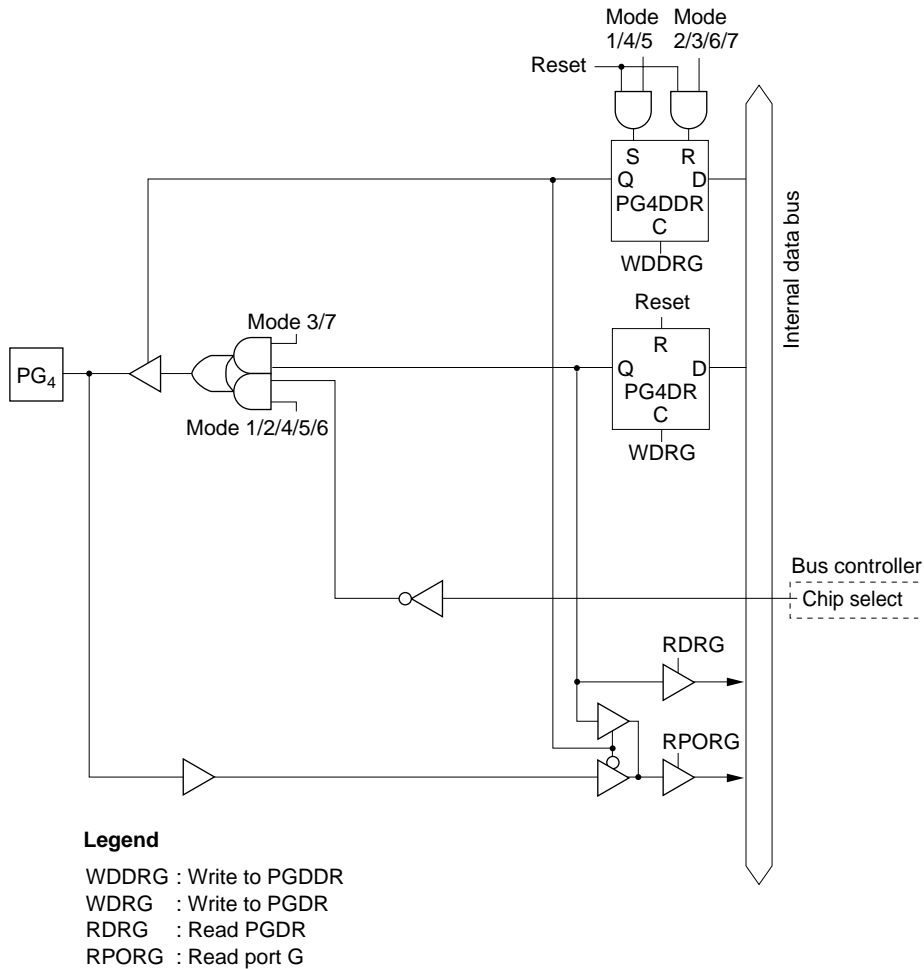 Mode
1/4/5
Mode
2/3/6/7
Reset
S R
Q D
PG4DDR
C
WDDRG
Internal data bus
Reset
Mode 3/7
R
PG4
Q D
PG4DR
C
Mode 1/2/4/5/6
WDRG
Bus controller
Chip select
RDRG
RPORG
Legend
WDDRG : Write to PGDDR
WDRG : Write to PGDR
RDRG : Read PGDR
RPORG : Read port G